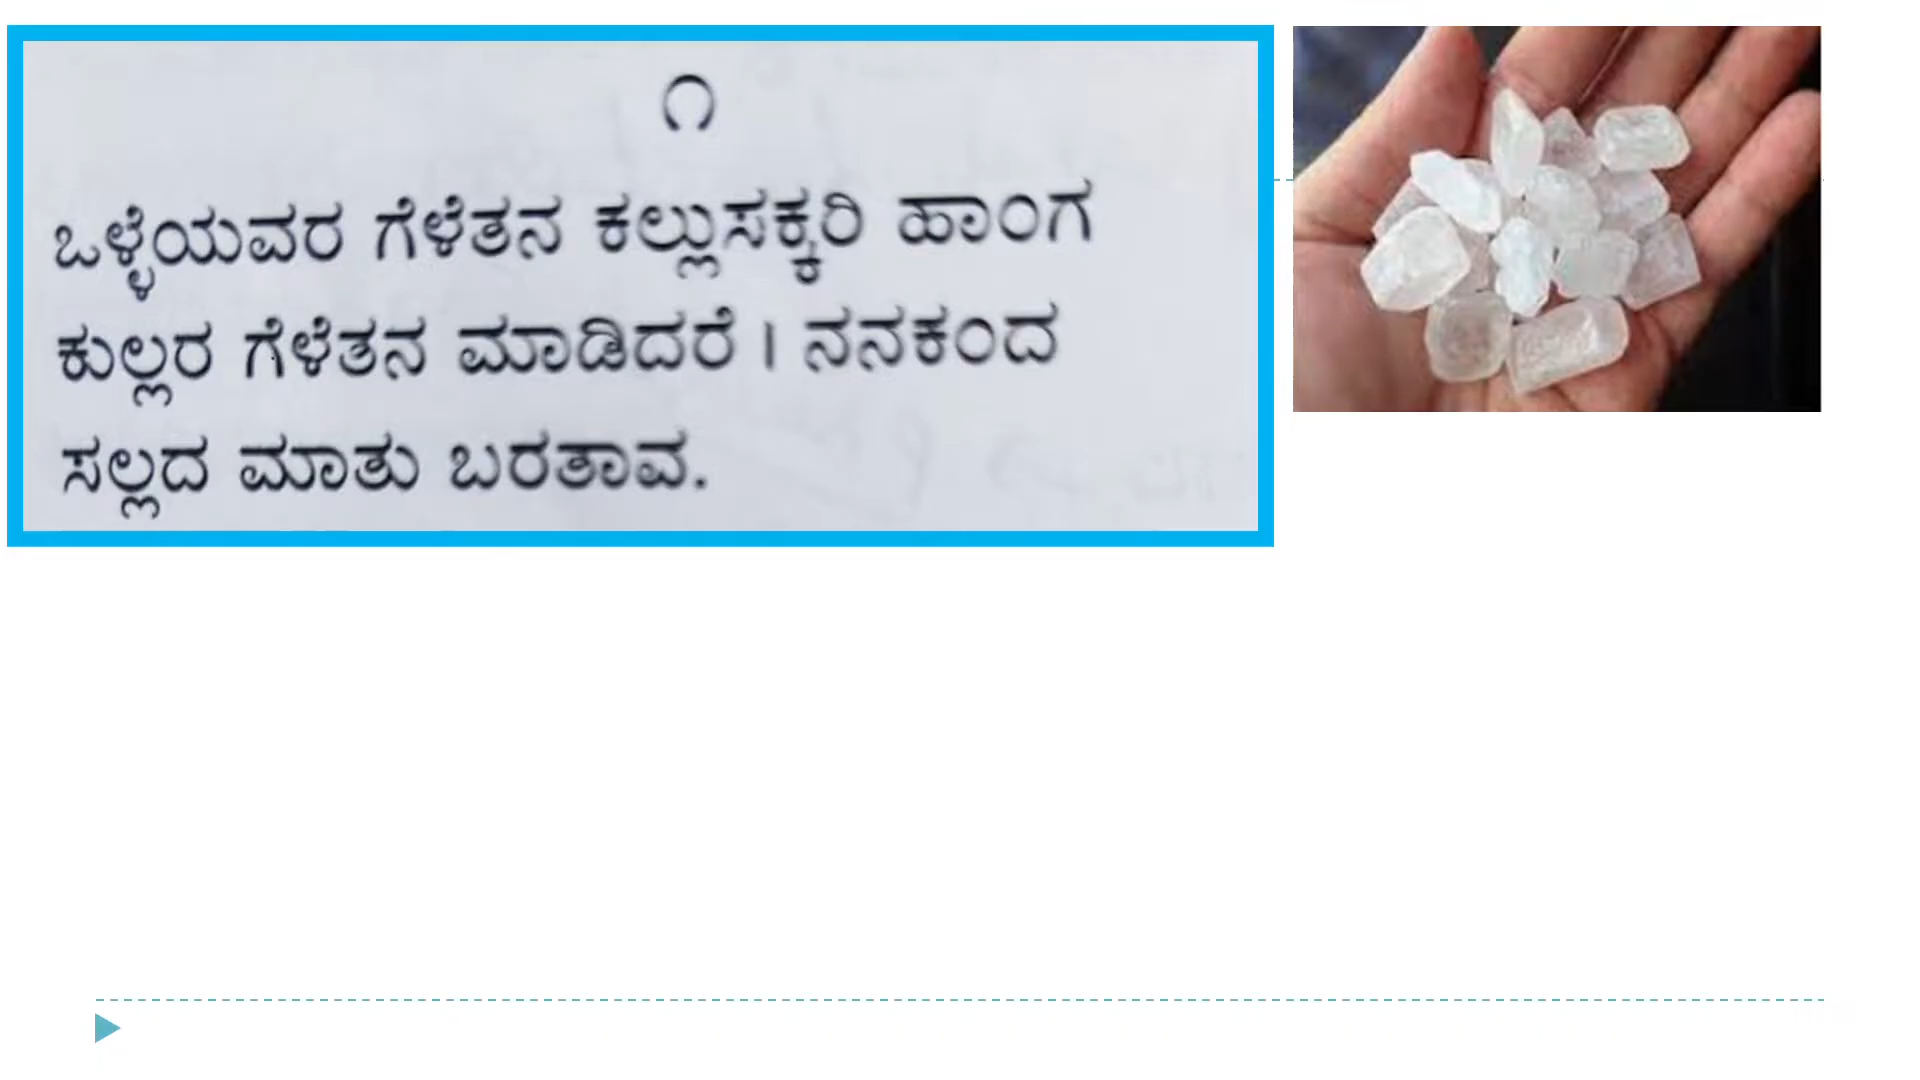 ೧
ಒಳ್ಳೆಯವರ ಗೆಳೆತನ ಕಲ್ಲುಸಕ್ಕರಿ ಹಾಂಗ
ಕುಲ್ಲರ ಗೆಳೆತನ ಮಾಡಿದರೆ । ನನಕಂದ
ಸಲ್ಲದ ಮಾತು ಬರತಾವ.